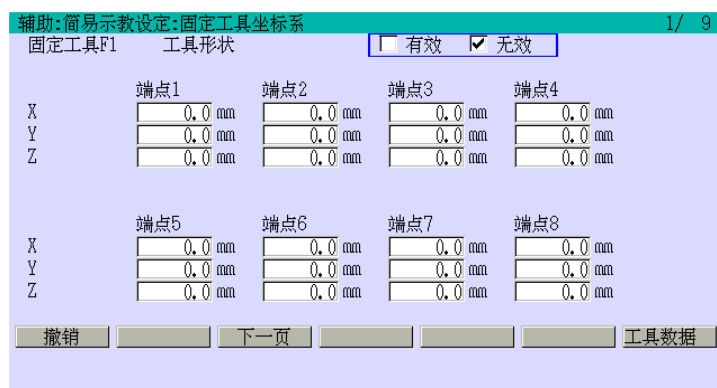 辅助:简易示教设定:固定工具坐标系 1/ 9
固定工具F1 工具形状 有效 无效
端点1 端点2 端点3 端点4
X 0.0 mm 0.0 mm 0.0 mm 0.0 mm
Y 0.0 mm 0.0 mm 0.0 mm 0.0 mm
Z 0.0 mm 0.0 mm 0.0 mm 0.0 mm
端点5 端点6 端点7 端点8
X 0.0 mm 0.0 mm 0.0 mm 0.0 mm
Y 0.0 mm 0.0 mm 0.0 mm 0.0 mm
Z 0.0 mm 0.0 mm 0.0 mm 0.0 mm
撤销 下一页 工具数据